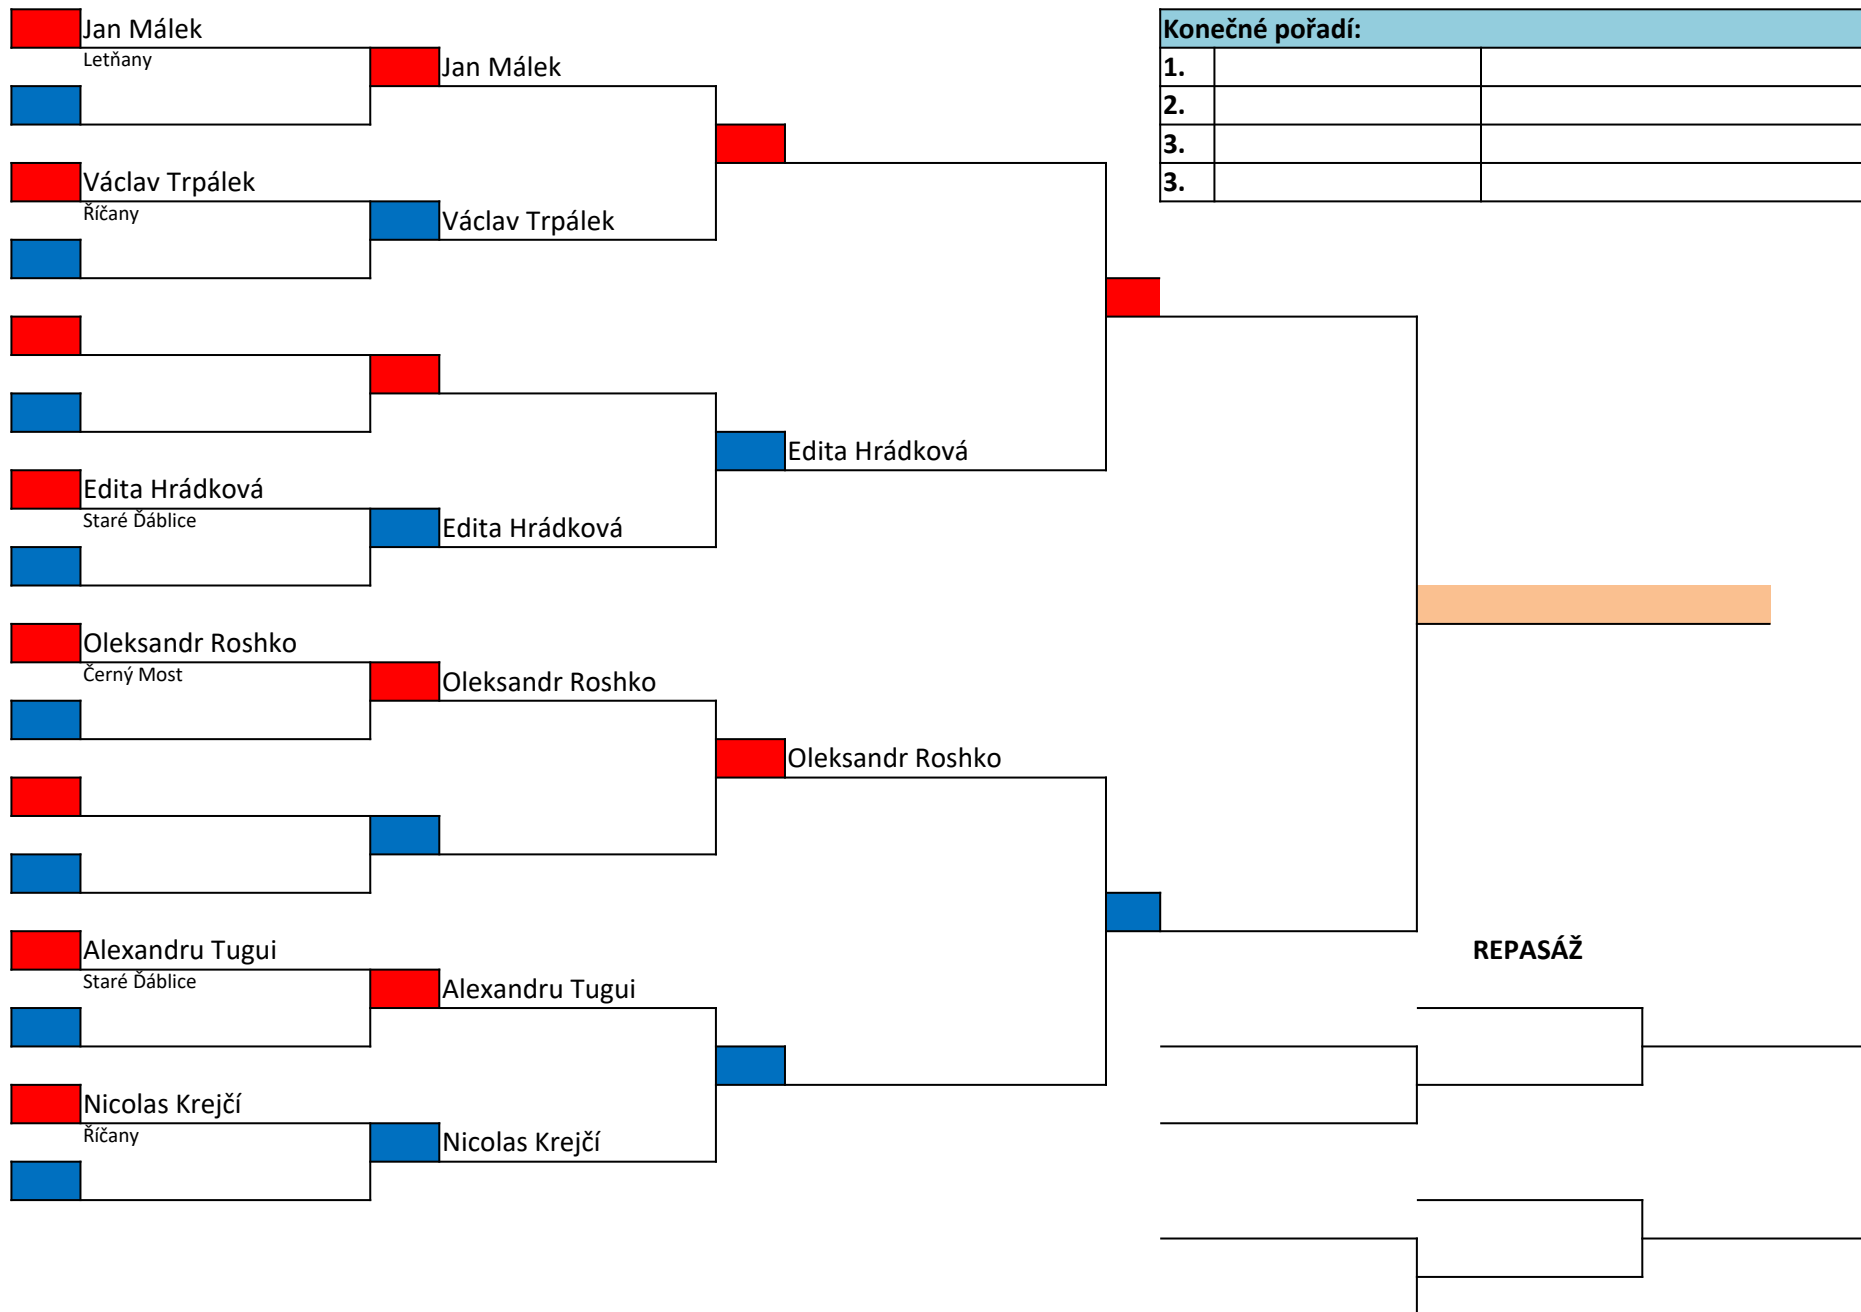 Jan Málek
Letňany
Jan Málek
Václav Trpálek
Říčany
Václav Trpálek
Edita Hrádková
Edita Hrádková
Staré Ďáblice
Edita Hrádková
Oleksandr Roshko
Černý Most
Oleksandr Roshko
Oleksandr Roshko
Alexandru Tugui
Staré Ďáblice
Alexandru Tugui
Nicolas Krejčí
Říčany
Nicolas Krejčí
Konečné pořadí:
1.
2.
3.
3.
REPASÁŽ